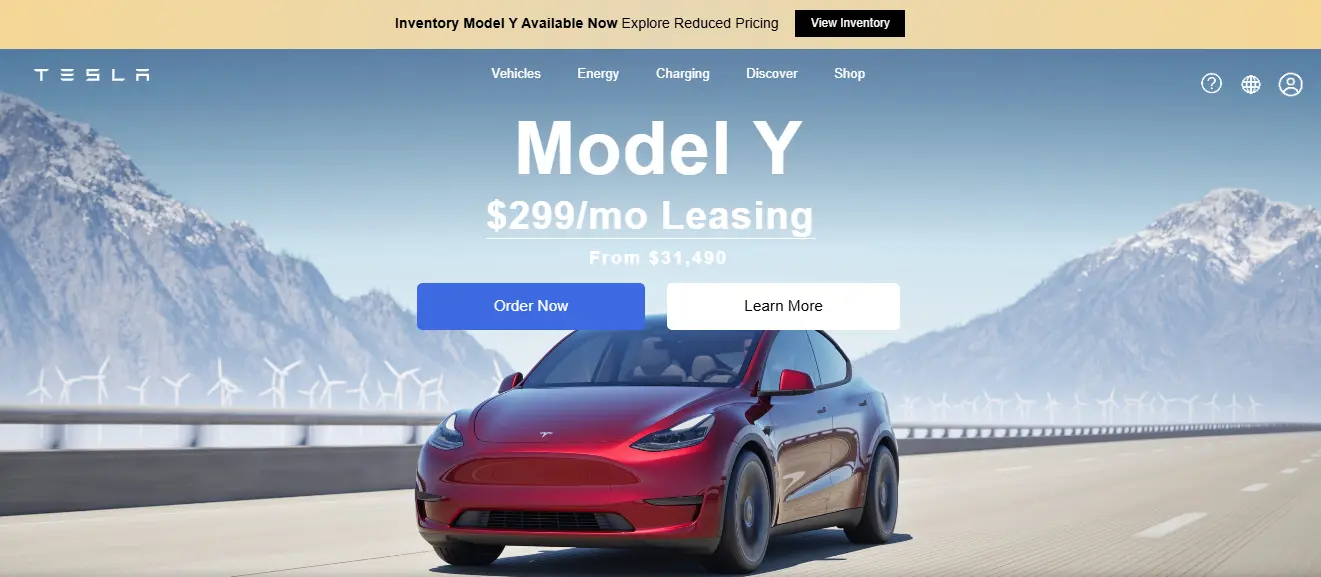 Inventory Model Y Available Now Explore Reduced Pricing View Inventory
TESLA Vehicles Energy Charging Discover Shop
Model Y
$299/mo Leasing
From $31,490
Order Now Learn More